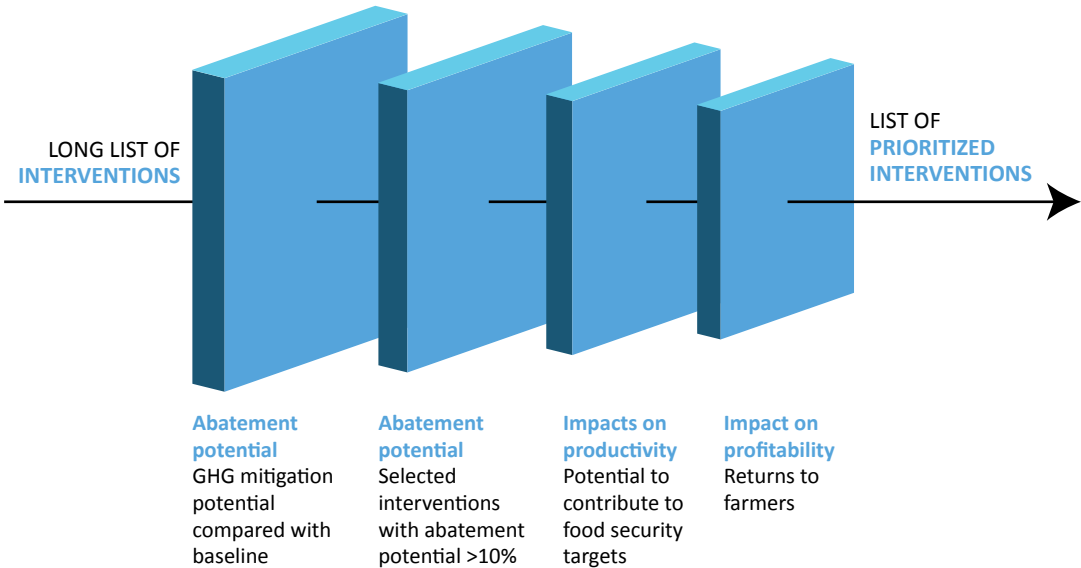 LONG LIST OF
INTERVENTIONS
LIST OF
PRIORITIZED
INTERVENTIONS
Abatement
potential
GHG mitigation
potential
compared with
baseline
Abatement
potential
Selected
interventions
with abatement
potential >10%
Impacts on
productivity
Potential to
contribute to
food security
targets
Impact on
profitability
Returns to
farmers